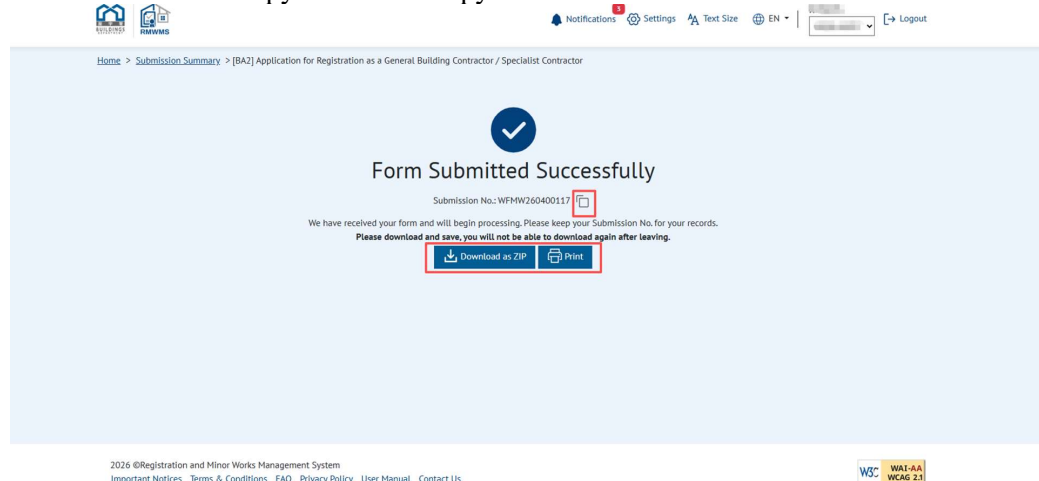 BUILDINGS
RMWMS
3
Notifications Settings Text Size EN Logout
Home > Submission Summary > [BA2] Application for Registration as a General Building Contractor / Specialist Contractor
Form Submitted Successfully
Submission No.: WFMW260400117
We have received your form and will begin processing. Please keep your Submission No. for your records.
Please download and save, you will not be able to download again after leaving.
Download as ZIP Print
2026 ©Registration and Minor Works Management System
Important Notices Terms & Conditions FAQ Privacy Policy User Manual Contact Us
W3C WAI-AA
WCAG 2.1